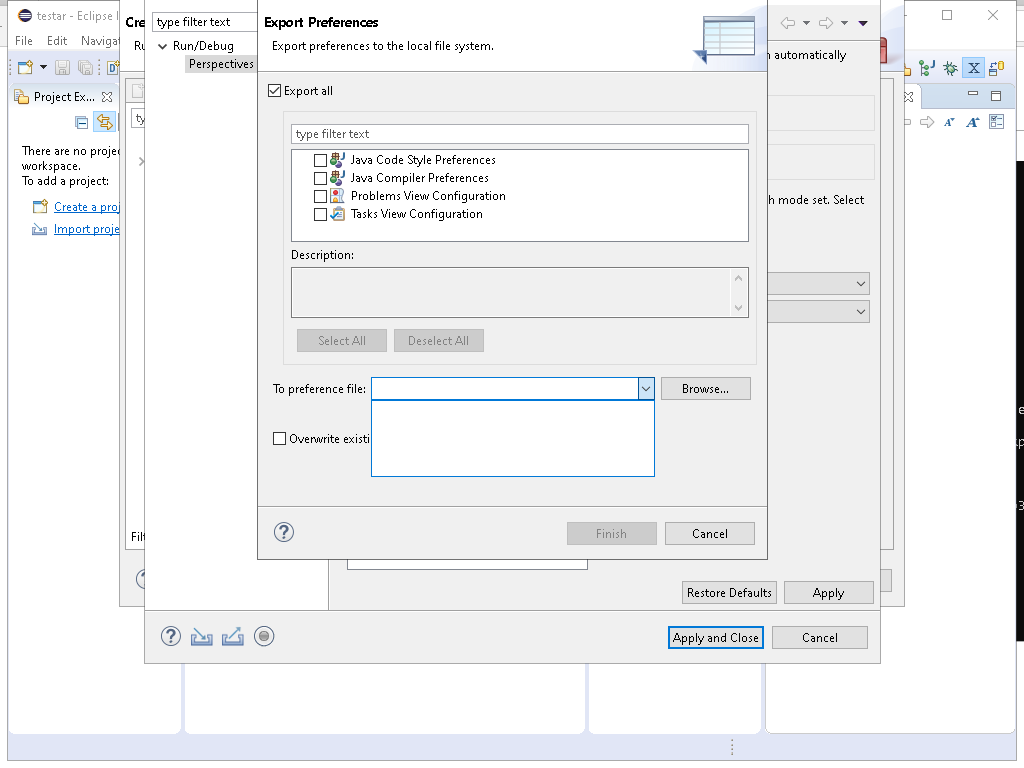 testar - Eclipse I
File Edit Naviga
Project Ex...
There are no projec
workspace.
To add a project:
Create a proj
Import proje
Cre
Ru
ty
Filt
type filter text
Run/Debug
Perspectives
Export Preferences
Export preferences to the local file system.
Export all
type filter text
Java Code Style Preferences
Java Compiler Preferences
Problems View Configuration
Tasks View Configuration
Description:
Select All Deselect All
To preference file: Browse...
Overwrite existi
Finish Cancel
automatically
h mode set. Select
Restore Defaults Apply
Apply and Close Cancel